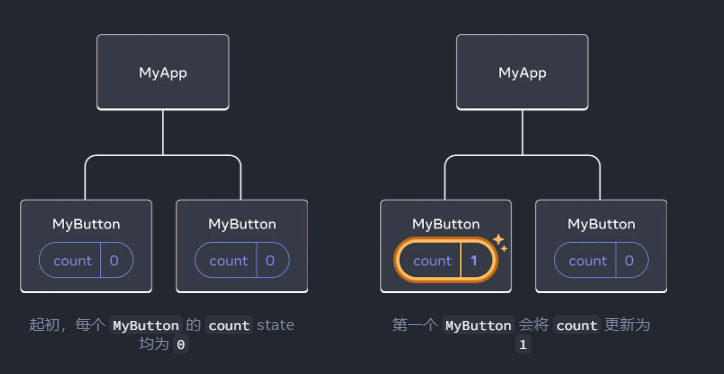 MyApp
MyButton
count 0
MyButton
count 0
起初，每个 MyButton 的 count state
均为 0
MyApp
MyButton
count 1
MyButton
count 0
第一个 MyButton 会将 count 更新为
1